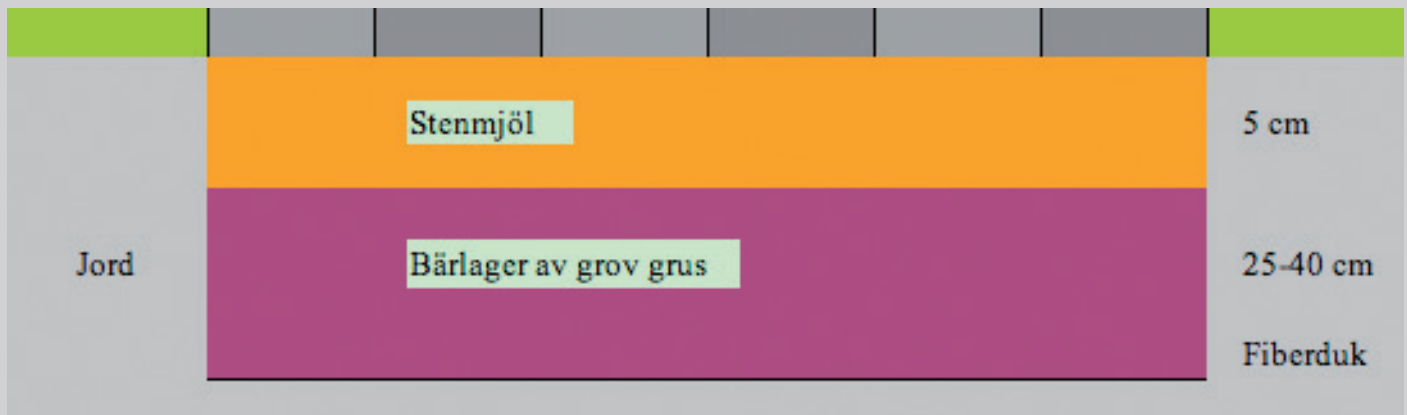 Stenmjöl
5 cm
Jord
Bärlager av grov grus
25-40 cm
Fiberduk